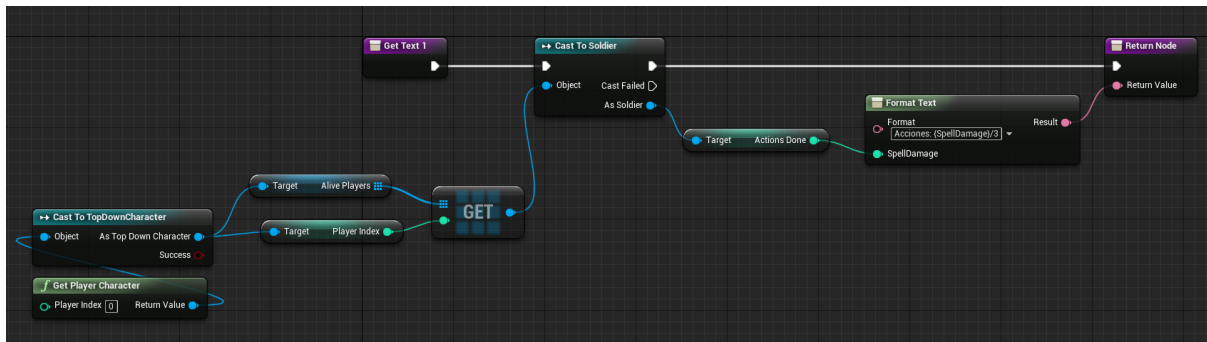 Get Text 1
Cast To Soldier
Object
Cast Failed
As Soldier
Return Node
Return Value
Format Text
Format
Acciones: {SpellDamage}/3
Result
SpellDamage
Target Actions Done
Target Alive Players
GET
Target Player Index
Cast To TopDownCharacter
Object As Top Down Character
Success
f Get Player Character
Player Index 0 Return Value